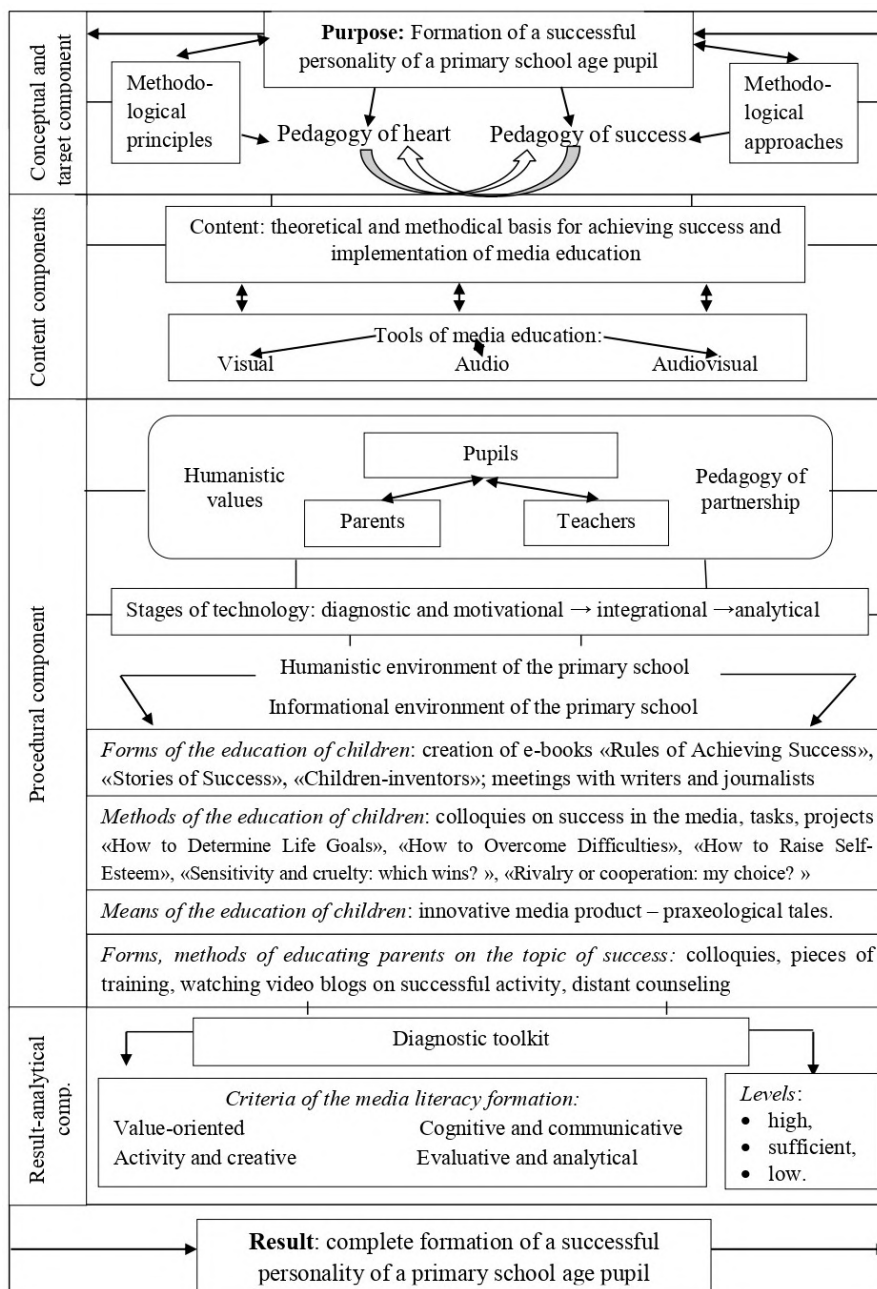 Conceptual and
target component
Purpose: Formation of a successful
personality of a primary school age pupil
Methodo-
logical
principles
Methodo-
logical
approaches
Pedagogy of heart
Pedagogy of success
Content components
Content: theoretical and methodical basis for achieving success and
implementation of media education
Tools of media education:
Visual
Audio
Audiovisual
Procedural component
Humanistic
values
Pupils
Parents
Teachers
Pedagogy of
partnership
Stages of technology: diagnostic and motivational → integrational →analytical
Humanistic environment of the primary school
Informational environment of the primary school
Forms of the education of children: creation of e-books «Rules of Achieving Success»,
«Stories of Success», «Children-inventors»; meetings with writers and journalists
Methods of the education of children: colloquies on success in the media, tasks, projects
«How to Determine Life Goals», «How to Overcome Difficulties», «How to Raise Self-
Esteem», «Sensitivity and cruelty: which wins? », «Rivalry or cooperation: my choice? »
Means of the education of children: innovative media product – praxeological tales.
Forms, methods of educating parents on the topic of success: colloquies, pieces of
training, watching video blogs on successful activity, distant counseling
Result-analytical
comp.
Diagnostic toolkit
Criteria of the media literacy formation:
Value-oriented
Cognitive and communicative
Activity and creative
Evaluative and analytical
Levels:
• high,
• sufficient,
• low.
Result: complete formation of a successful
personality of a primary school age pupil